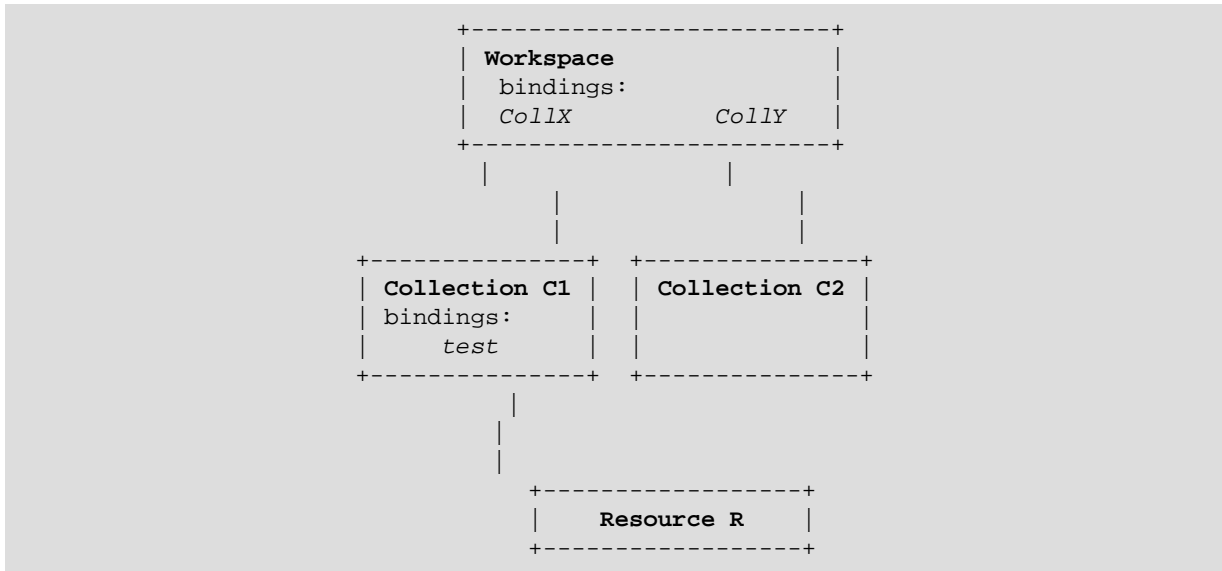 +-------------------------+
| Workspace |
| bindings: |
| CollX CollY |
+-------------------------+
| |
| |
| |
+---------------+ +---------------+
| Collection C1 | | Collection C2 |
| bindings: | | |
| test | | |
+---------------+ +---------------+
|
|
|
+------------------+
| Resource R |
+------------------+